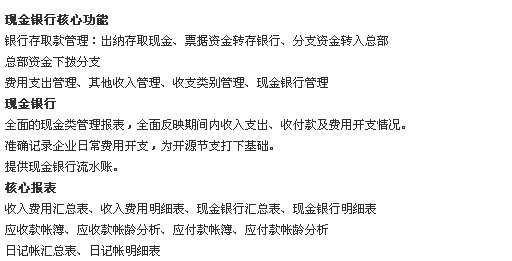 现金银行核心功能
银行存取款管理：出纳存取现金、票据资金转存银行、分支资金转入总部
总部资金下拨分支
费用支出管理、其他收入管理、收支类别管理、现金银行管理
现金银行
全面的现金类管理报表，全面反映期间内收入支出、收付款及费用开支情况。
准确记录企业日常费用开支，为开源节支打下基础。
提供现金银行流水账。
核心报表
收入费用汇总表、收入费用明细表、现金银行汇总表、现金银行明细表
应收款帐簿、应收款帐龄分析、应付款帐簿、应付款帐龄分析
日记帐汇总表、日记帐明细表